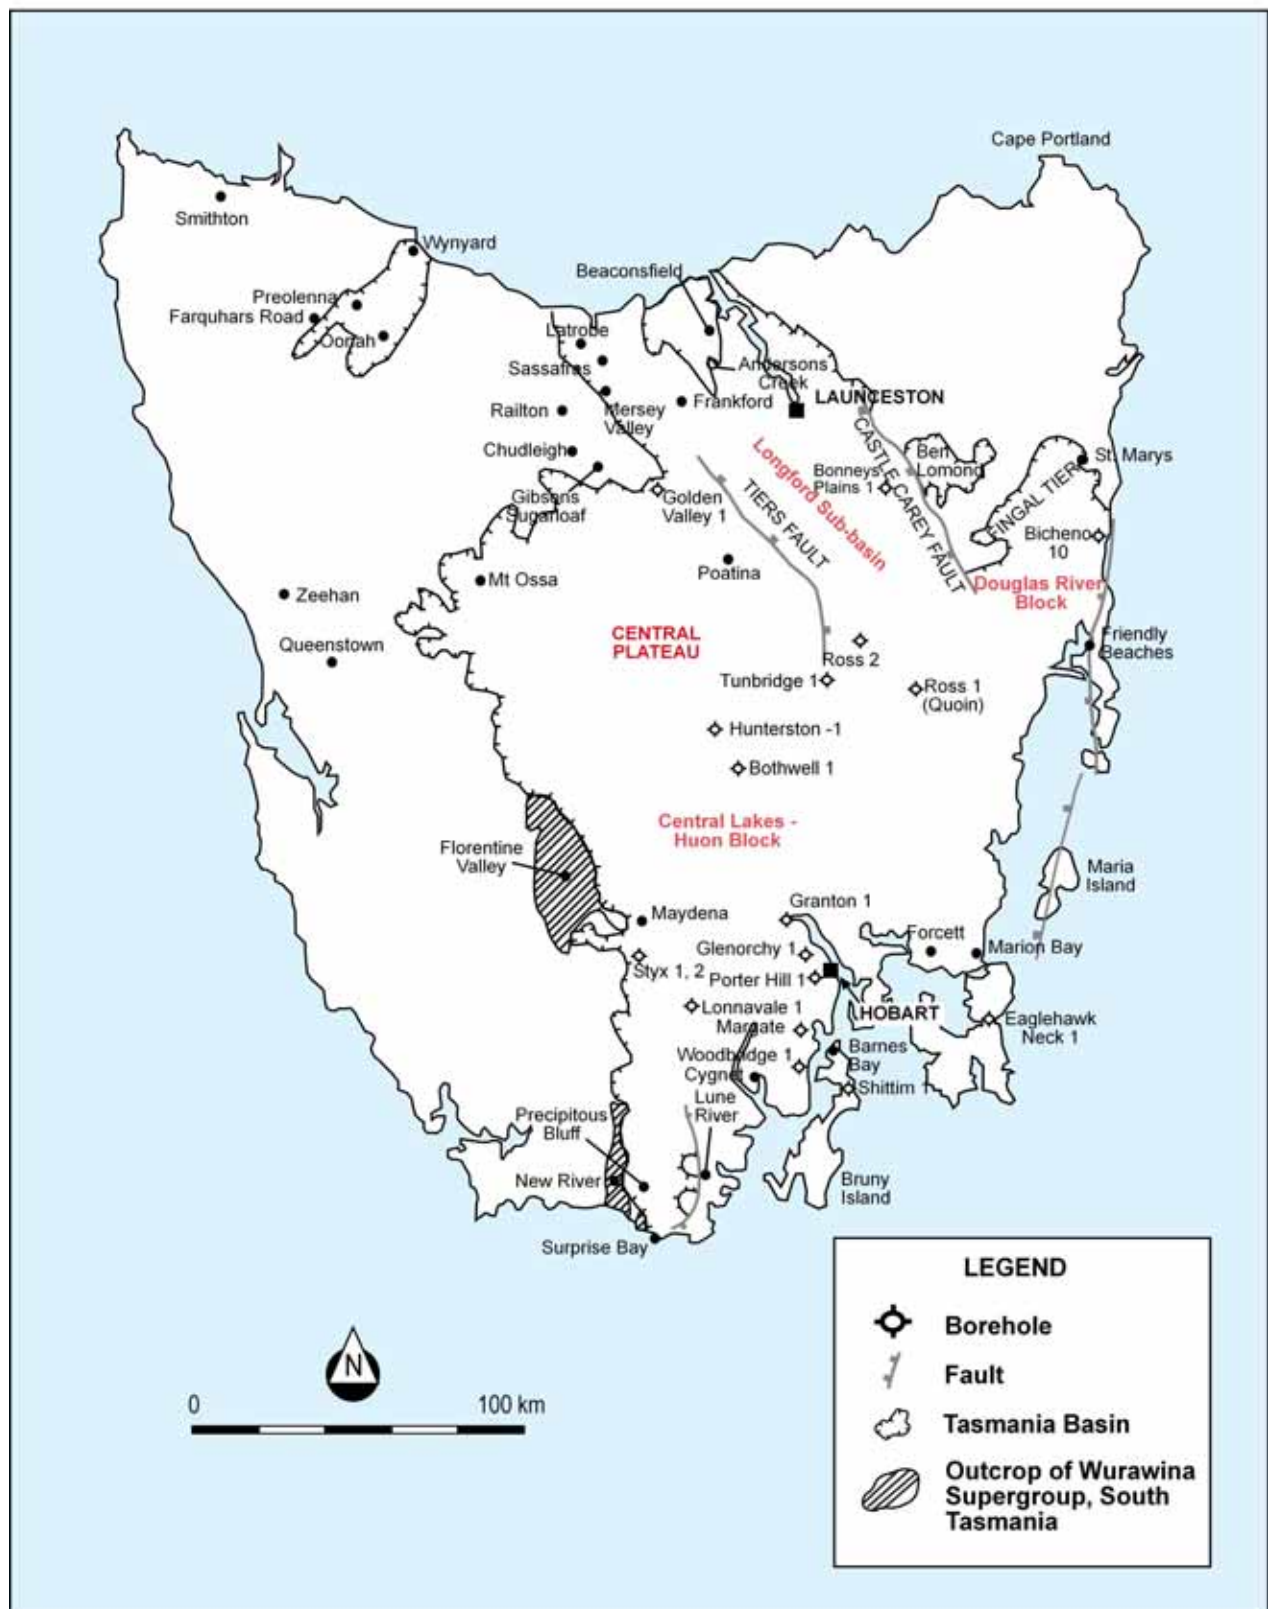 Cape Portland
Smithton
Wynyard
Beaconsfield
Preolenna
Farquhars Road
Oonah
Latrobe
Sassafras
Andersons
Creek
Mersey
Valley
Frankford
LAUNCESTON
Railton
Chudleigh
Gibsons
Sugarloaf
Golden
Valley 1
Longford Sub-basin
TIERS FAULT
CASTLE CAREY FAULT
Bonneys
Plains 1
Ben
Lomond
St. Marys
FINGAL TIER
Bicheno
10
Poatina
Mt Ossa
Douglas River
Block
Zeehan
Queenstown
CENTRAL
PLATEAU
Friendly
Beaches
Ross 2
Tunbridge 1
Ross 1
(Quoin)
Hunterston -1
Bothwell 1
Central Lakes -
Huon Block
Florentine
Valley
Maria
Island
Maydena
Granton 1
Forcett
Marion Bay
Glenorchy 1
Styx 1, 2
Porter Hill 1
HOBART
Lonnavale 1
Margate
Eaglehawk
Neck 1
Woodbridge 1
Barnes
Bay
Cygnet
Shittim 1
Lune
River
Precipitous
Bluff
New River
Bruny
Island
Surprise Bay
LEGEND
Borehole
Fault
Tasmania Basin
Outcrop of Wurawina
Supergroup, South
Tasmania
N
0 100 km